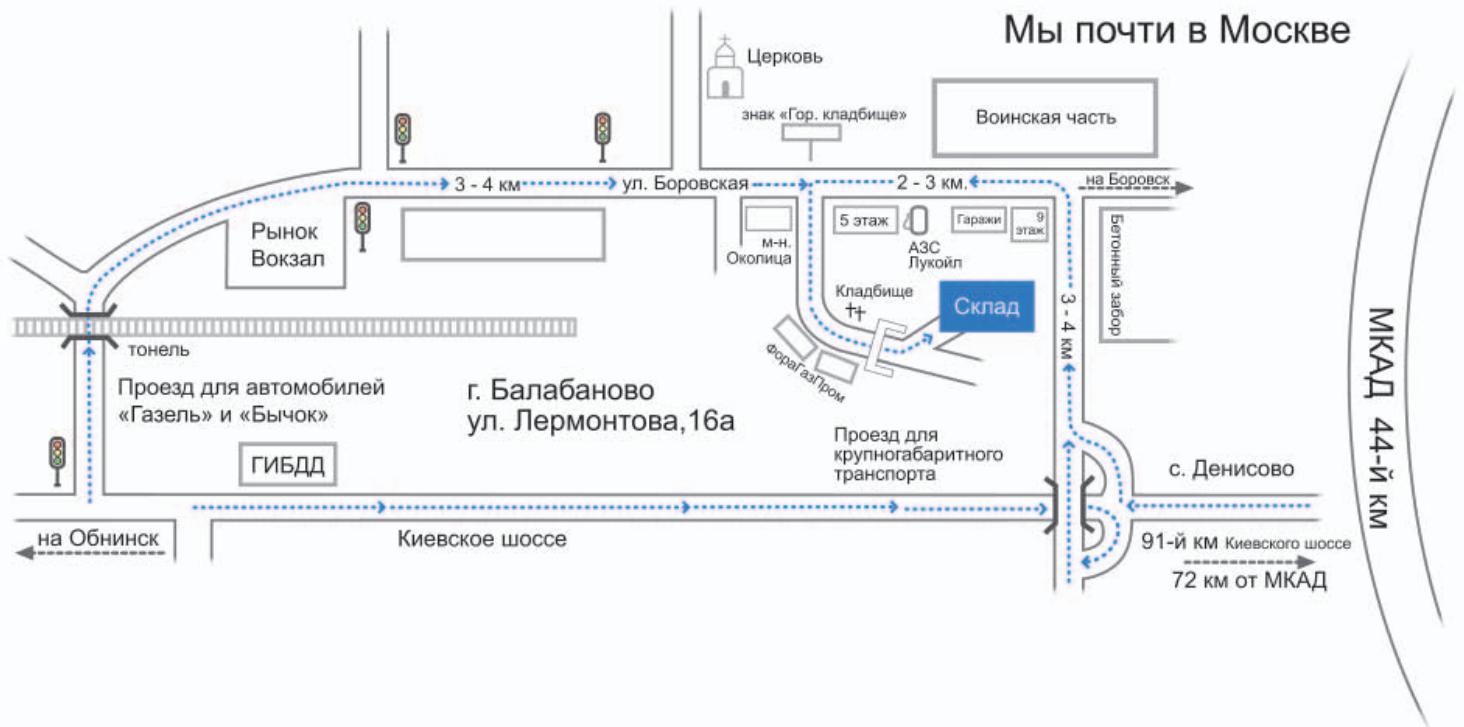 Мы почти в Москве
Церковь
знак «Гор. кладбище»
Воинская часть
3 - 4 км
ул. Боровская
2 - 3 км.
на Боровск
Рынок
Вокзал
м-н.
Околица
5 этаж
АЗС
Лукойл
Гаражи
9
этаж
Бетонный забор
Кладбище
Склад
3 - 4 км
МКАД 44-й км
тонель
ФораГазПром
Проезд для автомобилей
«Газель» и «Бычок»
г. Балабаново
ул. Лермонтова,16а
Проезд для
крупногабаритного
транспорта
ГИБДД
с. Денисово
на Обнинск
Киевское шоссе
91-й км Киевского шоссе
72 км от МКАД